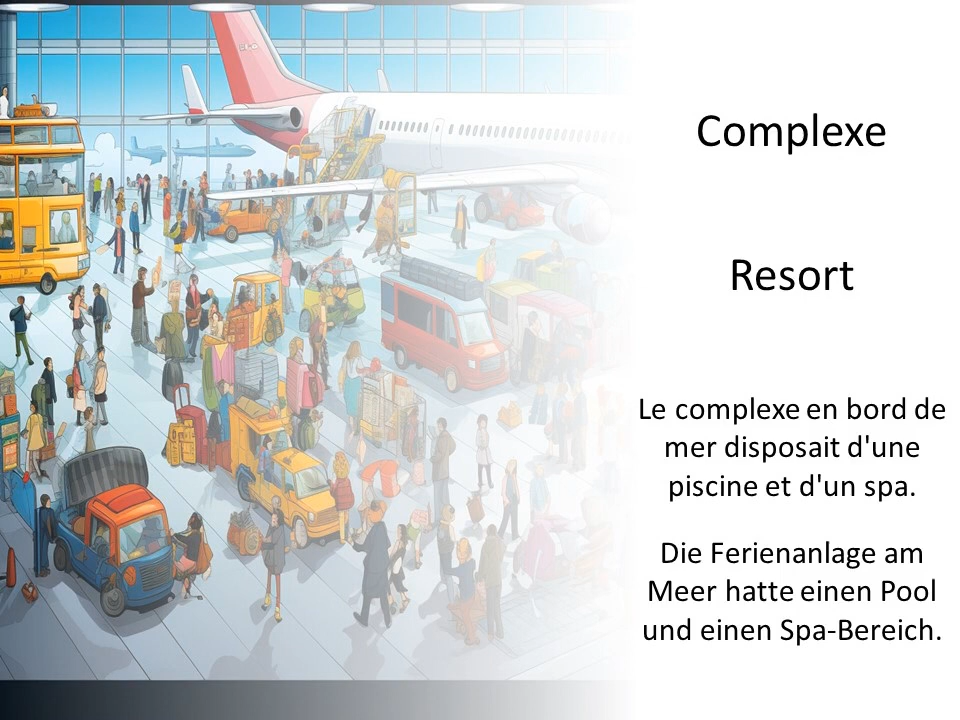 Complexe
Resort
Le complexe en bord de
mer disposait d'une
piscine et d'un spa.
Die Ferienanlage am
Meer hatte einen Pool
und einen Spa-Bereich.